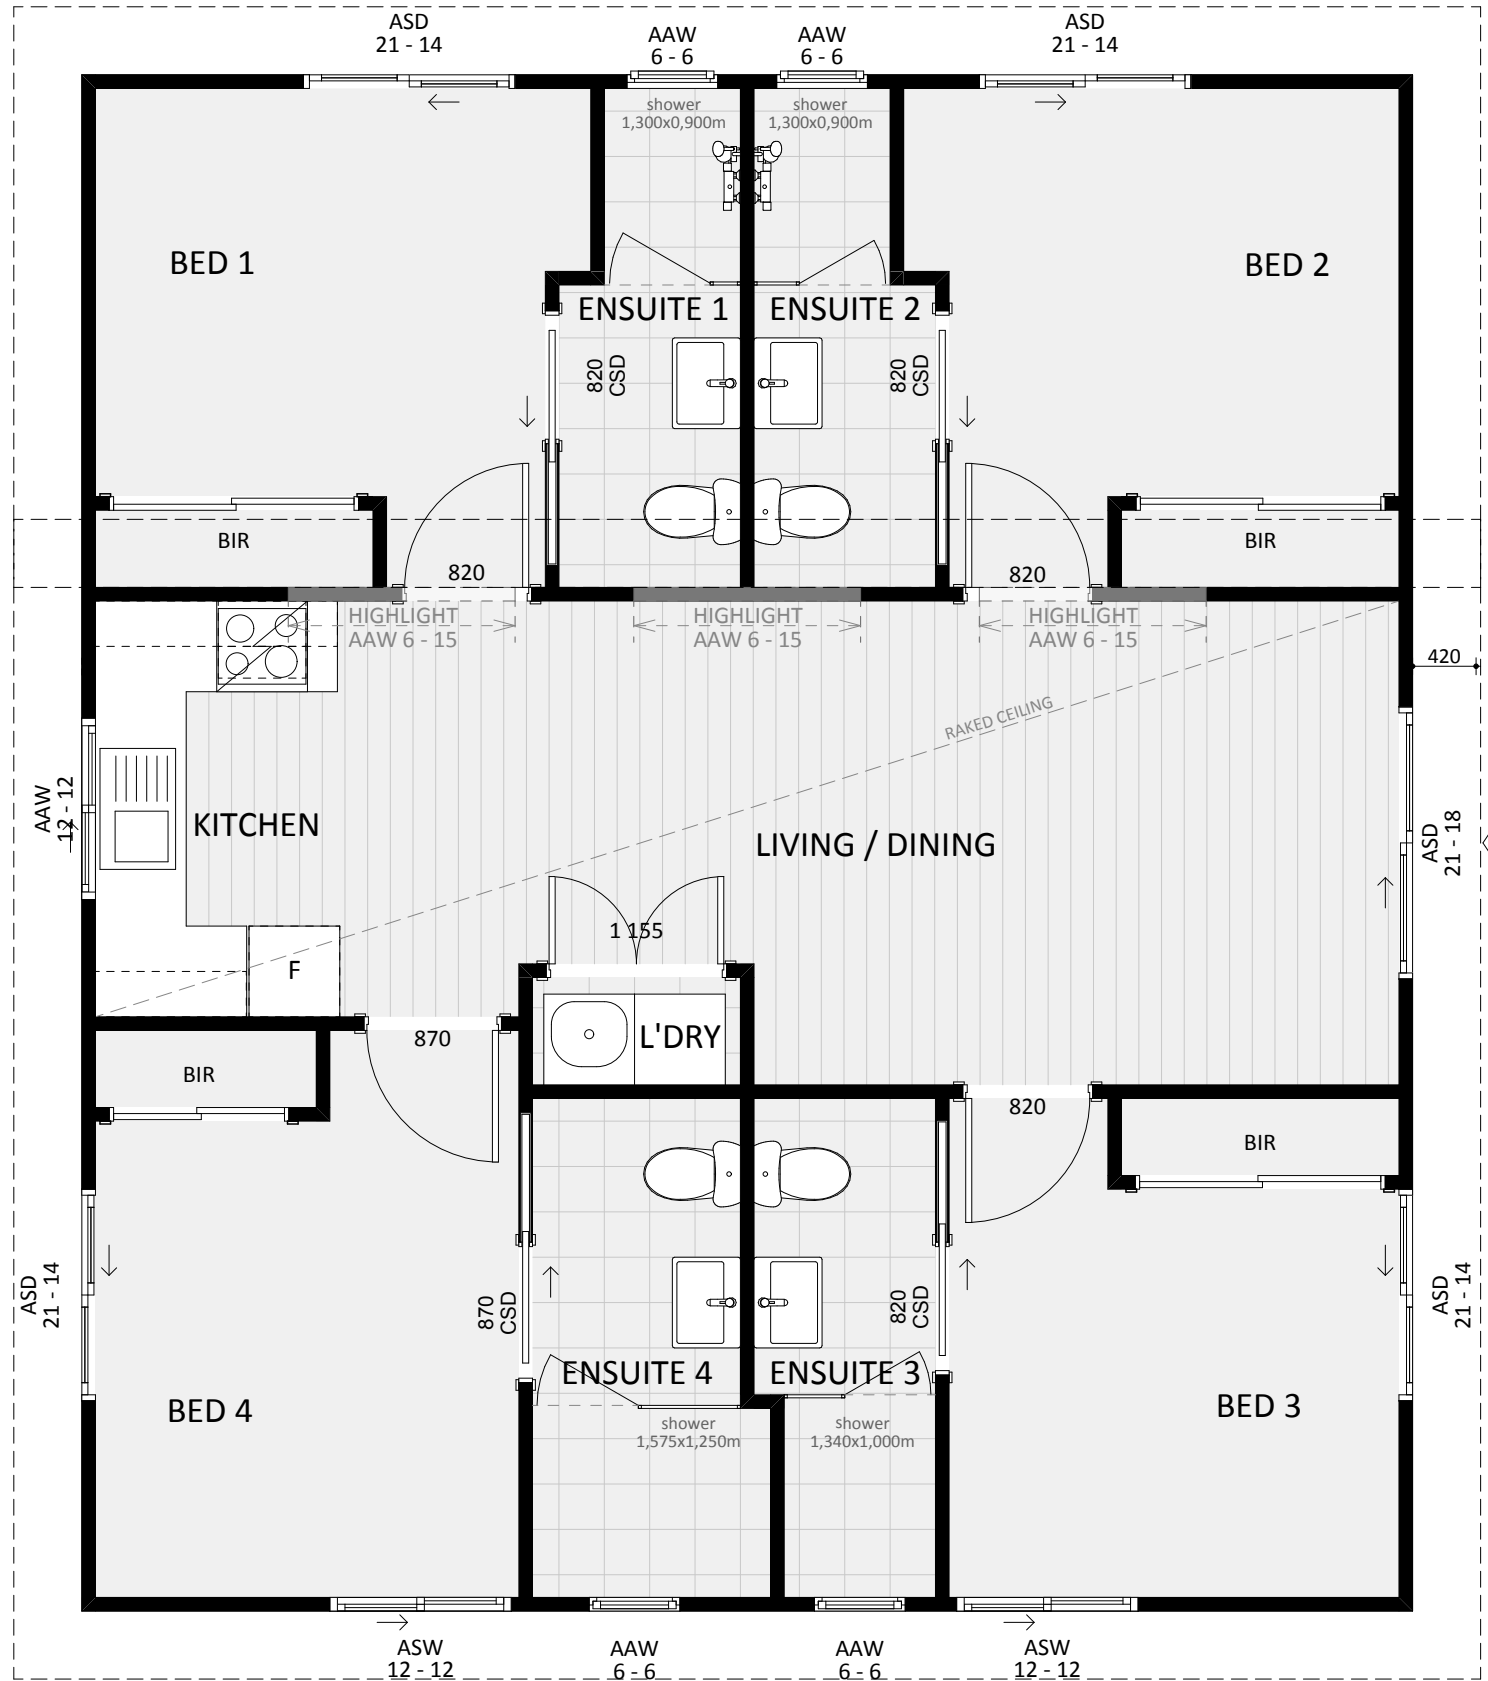 ASD
21 - 14
AAW
6 - 6
AAW
6 - 6
ASD
21 - 14
shower
1,300x0,900m
shower
1,300x0,900m
BED 1
BED 2
ENSUITE 1
ENSUITE 2
820
CSD
820
CSD
BIR
BIR
820
820
HIGHLIGHT
AAW 6 - 15
HIGHLIGHT
AAW 6 - 15
HIGHLIGHT
AAW 6 - 15
420
RAKED CEILING
AAW
12 - 12
KITCHEN
LIVING / DINING
ASD
21 - 18
1 155
F
L'DRY
870
BIR
820
BIR
ASD
21 - 14
870
CSD
820
CSD
ASD
21 - 14
ENSUITE 4
ENSUITE 3
BED 4
BED 3
shower
1,575x1,250m
shower
1,340x1,000m
ASW
12 - 12
AAW
6 - 6
AAW
6 - 6
ASW
12 - 12